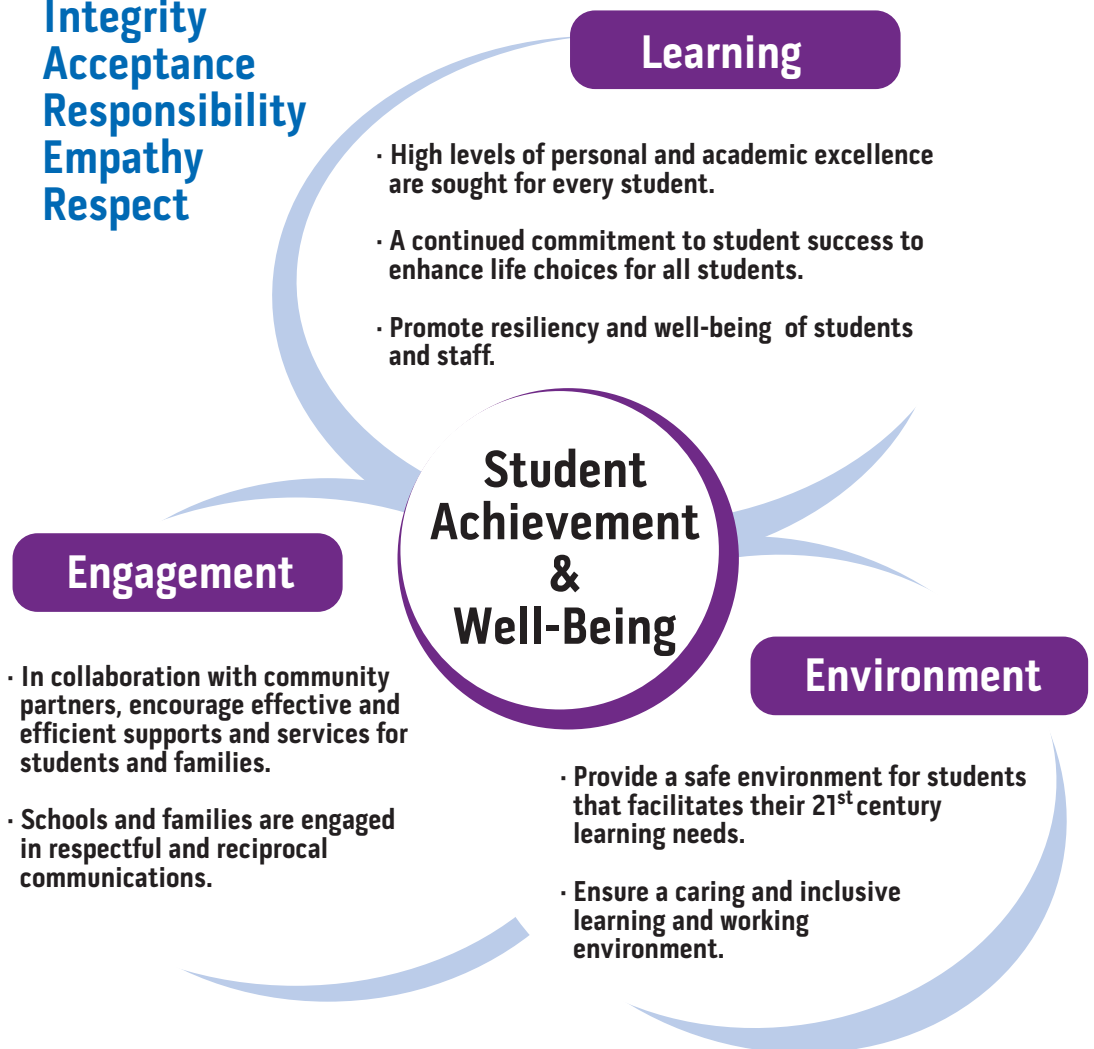 Integrity
Acceptance
Responsibility
Empathy
Respect
Learning
· High levels of personal and academic excellence
are sought for every student.
· A continued commitment to student success to
enhance life choices for all students.
· Promote resiliency and well-being of students
and staff.
Student
Achievement
&
Well-Being
Engagement
· In collaboration with community
partners, encourage effective and
efficient supports and services for
students and families.
· Schools and families are engaged
in respectful and reciprocal
communications.
Environment
· Provide a safe environment for students
that facilitates their 21st century
learning needs.
· Ensure a caring and inclusive
learning and working
environment.